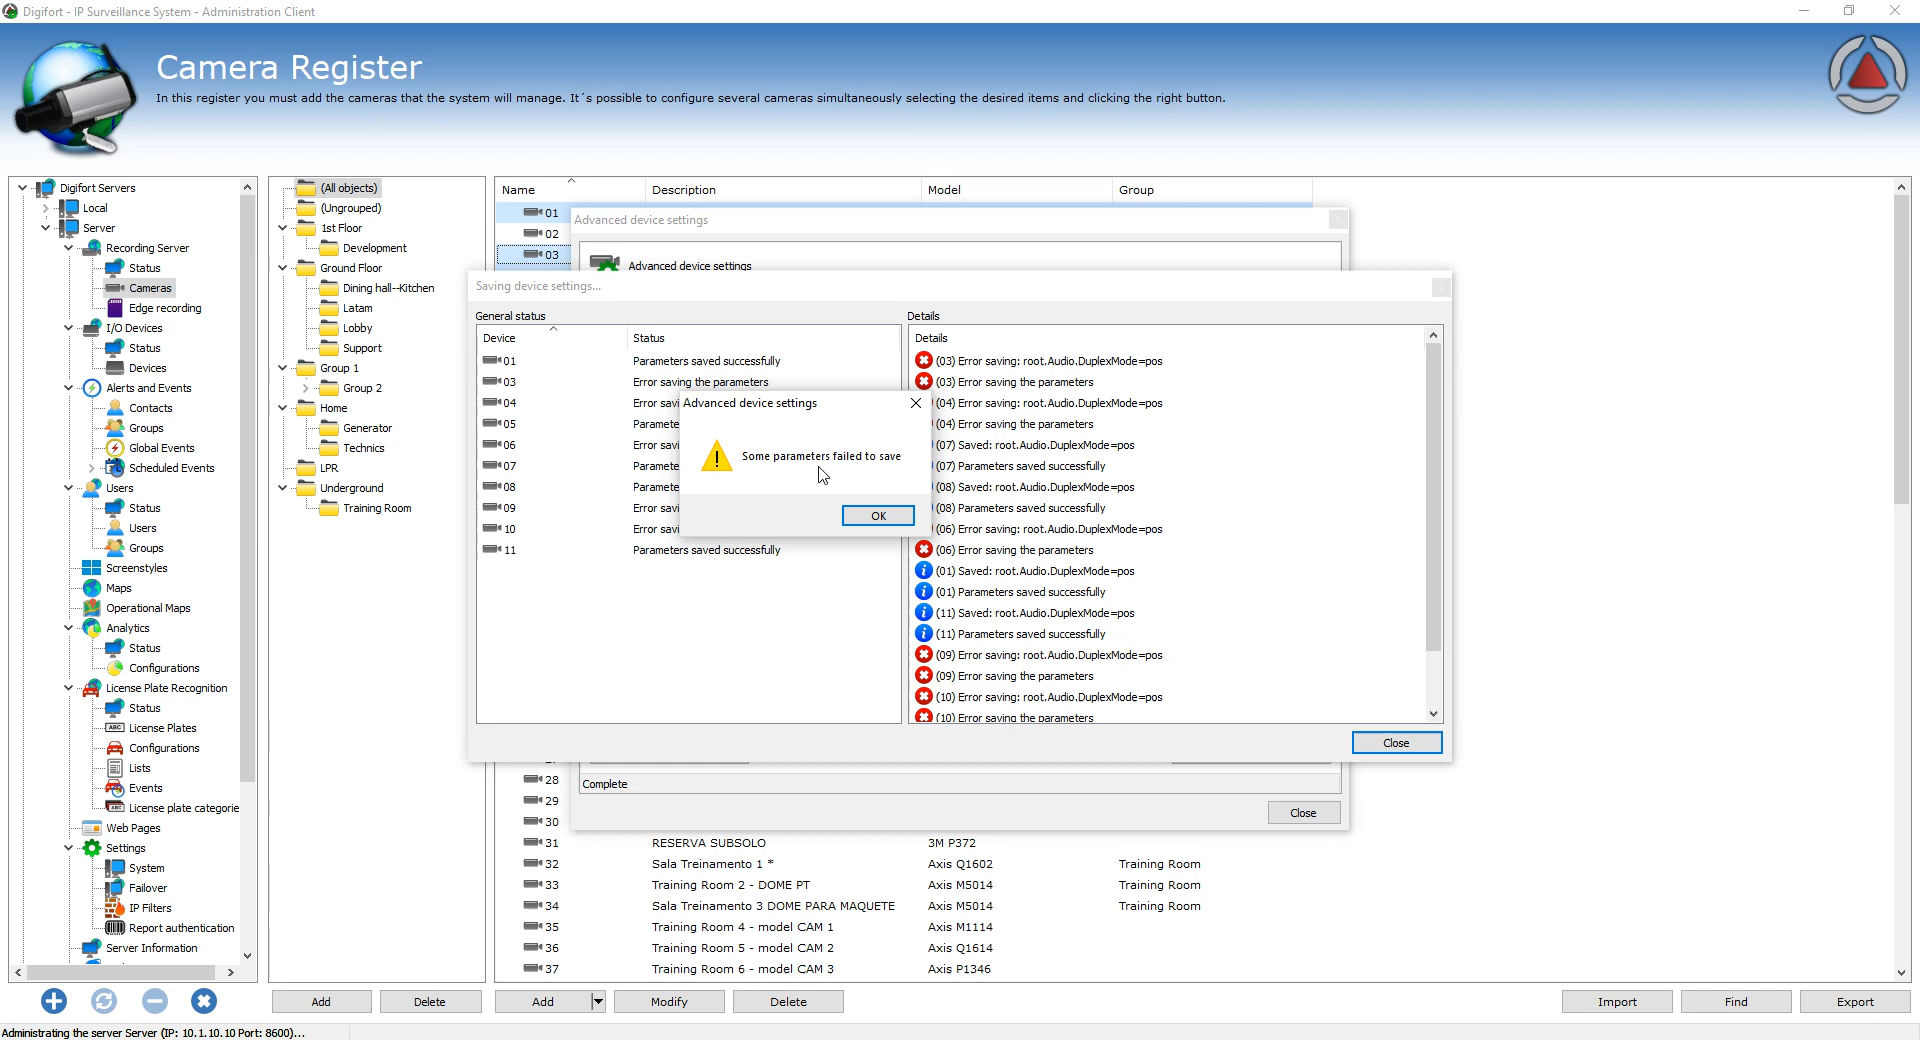 Digifort - IP Surveillance System - Administration Client
Camera Register
In this register you must add the cameras that the system will manage. It´s possible to configure several cameras simultaneously selecting the desired items and clicking the right button.
Digifort Servers
Local
Server
Recording Server
Status
Cameras
Edge recording
I/O Devices
Status
Devices
Alerts and Events
Contacts
Groups
Global Events
Scheduled Events
Users
Status
Users
Groups
Screenstyles
Maps
Operational Maps
Analytics
Status
Configurations
License Plate Recognition
Status
License Plates
Configurations
Lists
Events
License plate categorie
Web Pages
Settings
System
Failover
IP Filters
Report authentication
Server Information
(All objects)
(Ungrouped)
1st Floor
Development
Ground Floor
Dining hall--Kitchen
Latam
Lobby
Support
Group 1
Group 2
Home
Generator
Technics
LPR
Underground
Training Room
Name Description Model Group
01
02
03
Advanced device settings
Advanced device settings
Saving device settings...
General status
Device Status
01 Parameters saved successfully
03 Error saving the parameters
04 Error savi
05 Paramete
06 Error savi
07 Paramete
08 Paramete
09 Error savi
10 Error savi
11 Parameters saved successfully
Details
Details
(03) Error saving: root.Audio.DuplexMode=pos
(03) Error saving the parameters
(04) Error saving: root.Audio.DuplexMode=pos
(04) Error saving the parameters
(07) Saved: root.Audio.DuplexMode=pos
(07) Parameters saved successfully
(08) Saved: root.Audio.DuplexMode=pos
(08) Parameters saved successfully
(06) Error saving: root.Audio.DuplexMode=pos
(06) Error saving the parameters
(01) Saved: root.Audio.DuplexMode=pos
(01) Parameters saved successfully
(11) Saved: root.Audio.DuplexMode=pos
(11) Parameters saved successfully
(09) Error saving: root.Audio.DuplexMode=pos
(09) Error saving the parameters
(10) Error saving: root.Audio.DuplexMode=pos
(10) Error saving the parameters
Advanced device settings
Some parameters failed to save
OK
Close
Complete
Close
28
29
30
31 RESERVA SUBSOLO 3M P372
32 Sala Treinamento 1 * Axis Q1602 Training Room
33 Training Room 2 - DOME PT Axis M5014 Training Room
34 Sala Treinamento 3 DOME PARA MAQUETE Axis M5014 Training Room
35 Training Room 4 - model CAM 1 Axis M1114
36 Training Room 5 - model CAM 2 Axis Q1614
37 Training Room 6 - model CAM 3 Axis P1346
Add Delete Add Modify Delete Import Find Export
Administrating the server Server (IP: 10.1.10.10 Port: 8600)...